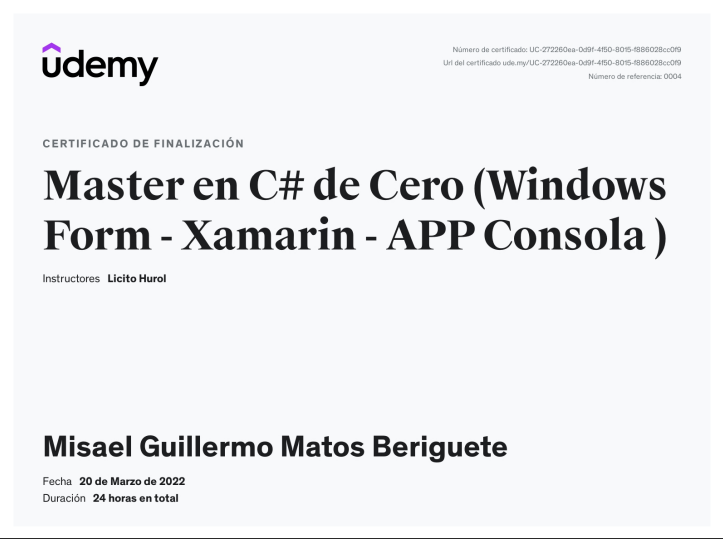 udemy
Número de certificado: UC-272260ea-0d9f-4f50-8015-f886028cc0f9
Url del certificado ude.my/UC-272260ea-0d9f-4f50-8015-f886028cc0f9
Número de referencia: 0004
CERTIFICADO DE FINALIZACIÓN
Master en C# de Cero (Windows
Form - Xamarin - APP Consola )
Instructores Licito Hurol
Misael Guillermo Matos Beriguete
Fecha 20 de Marzo de 2022
Duración 24 horas en total